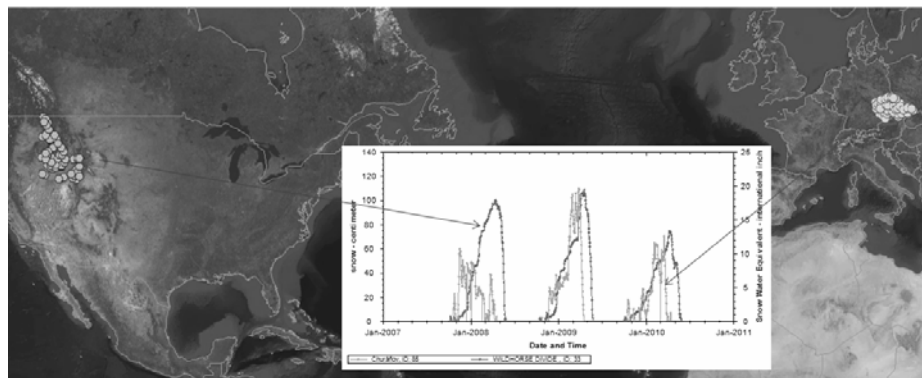 140
120
100
80
60
40
20
0
snow - centimeter
26
20
15
10
5
0
Snow Water Equivalent - international inch
Jan-2007 Jan-2008 Jan-2009 Jan-2010 Jan-2011
Date and Time
WILDHORSE DIVIDE , ID: 33